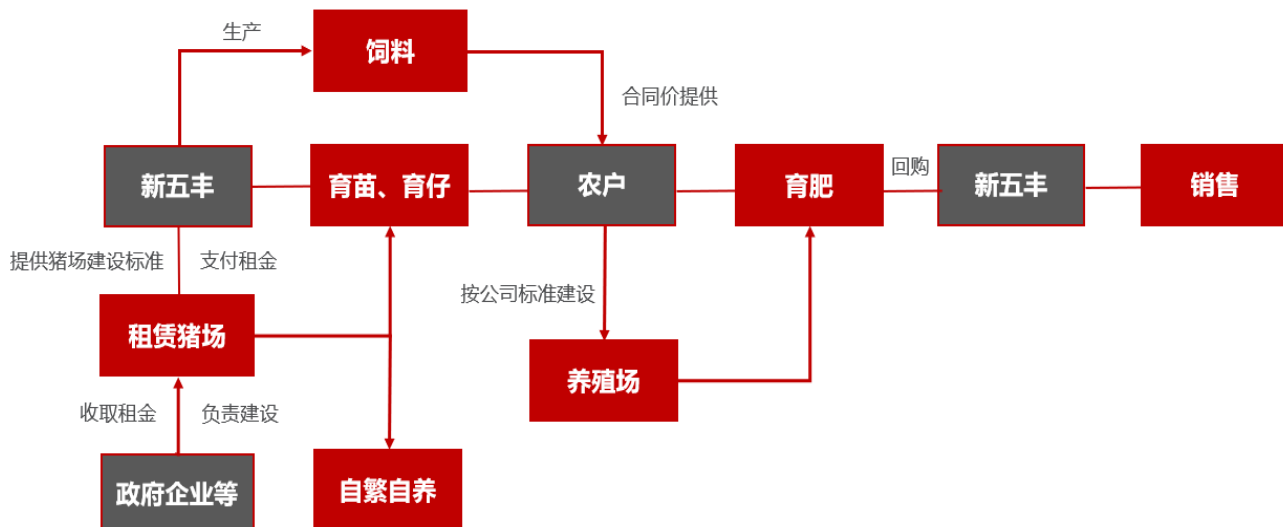 生产
饲料
合同价提供
新五丰
育苗、育仔
农户
育肥
回购
新五丰
销售
提供猪场建设标准
支付租金
按公司标准建设
租赁猪场
养殖场
收取租金
负责建设
政府企业等
自繁自养